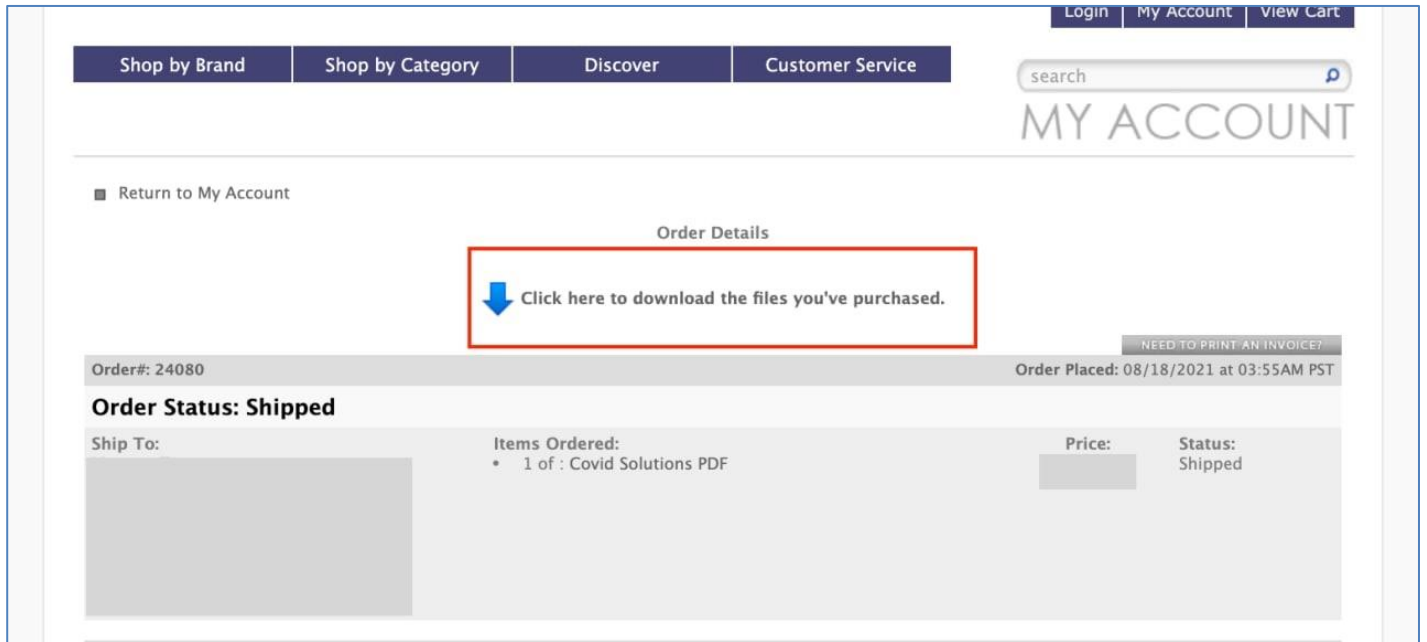 Login My Account View Cart
Shop by Brand Shop by Category Discover Customer Service
search
MY ACCOUNT
Return to My Account
Order Details
Click here to download the files you've purchased.
NEED TO PRINT AN INVOICE?
Order#: 24080 Order Placed: 08/18/2021 at 03:55AM PST
Order Status: Shipped
Ship To: Items Ordered: Price: Status:
• 1 of : Covid Solutions PDF Shipped